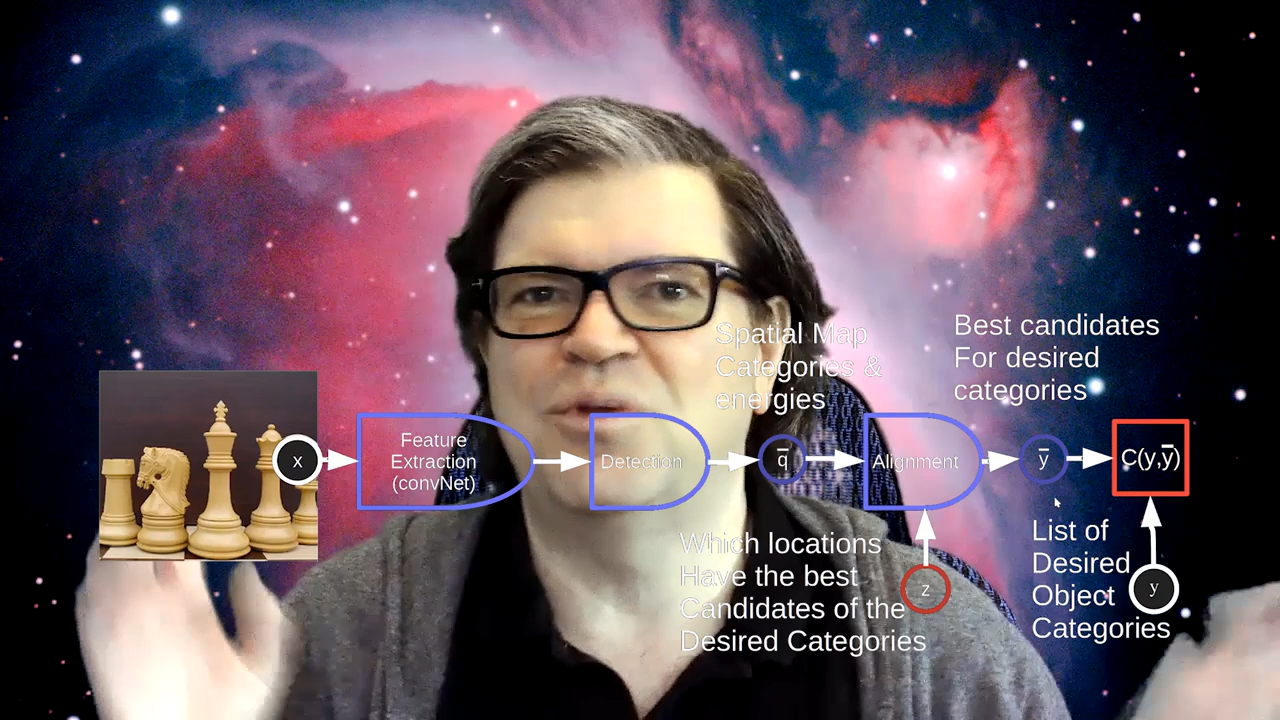 Spatial Map
Categories &
energies
Best candidates
For desired
categories
x
Feature
Extraction
(convNet)
Detection
q̅
Alignment
y̅
C(y,y̅)
Which locations
Have the best
Candidates of the
Desired Categories
z
List of
Desired
Object
Categories
y